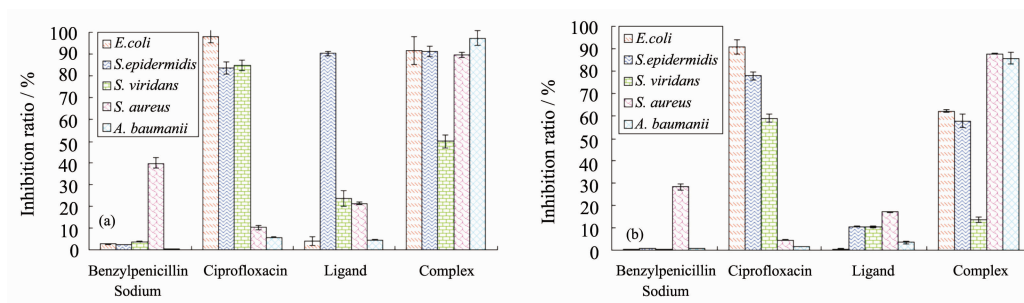 Inhibition ratio / %
100
90
80
70
60
50
40
30
20
10
0
E.coli
S.epidermidis
S. viridans
S. aureus
A. baumanii
(a)
Benzylpenicillin
Sodium
Ciprofloxacin
Ligand
Complex
Inhibition ratio / %
100
90
80
70
60
50
40
30
20
10
0
E.coli
S.epidermidis
S. viridans
S. aureus
A. baumanii
(b)
Benzylpenicillin
Sodium
Ciprofloxacin
Ligand
Complex